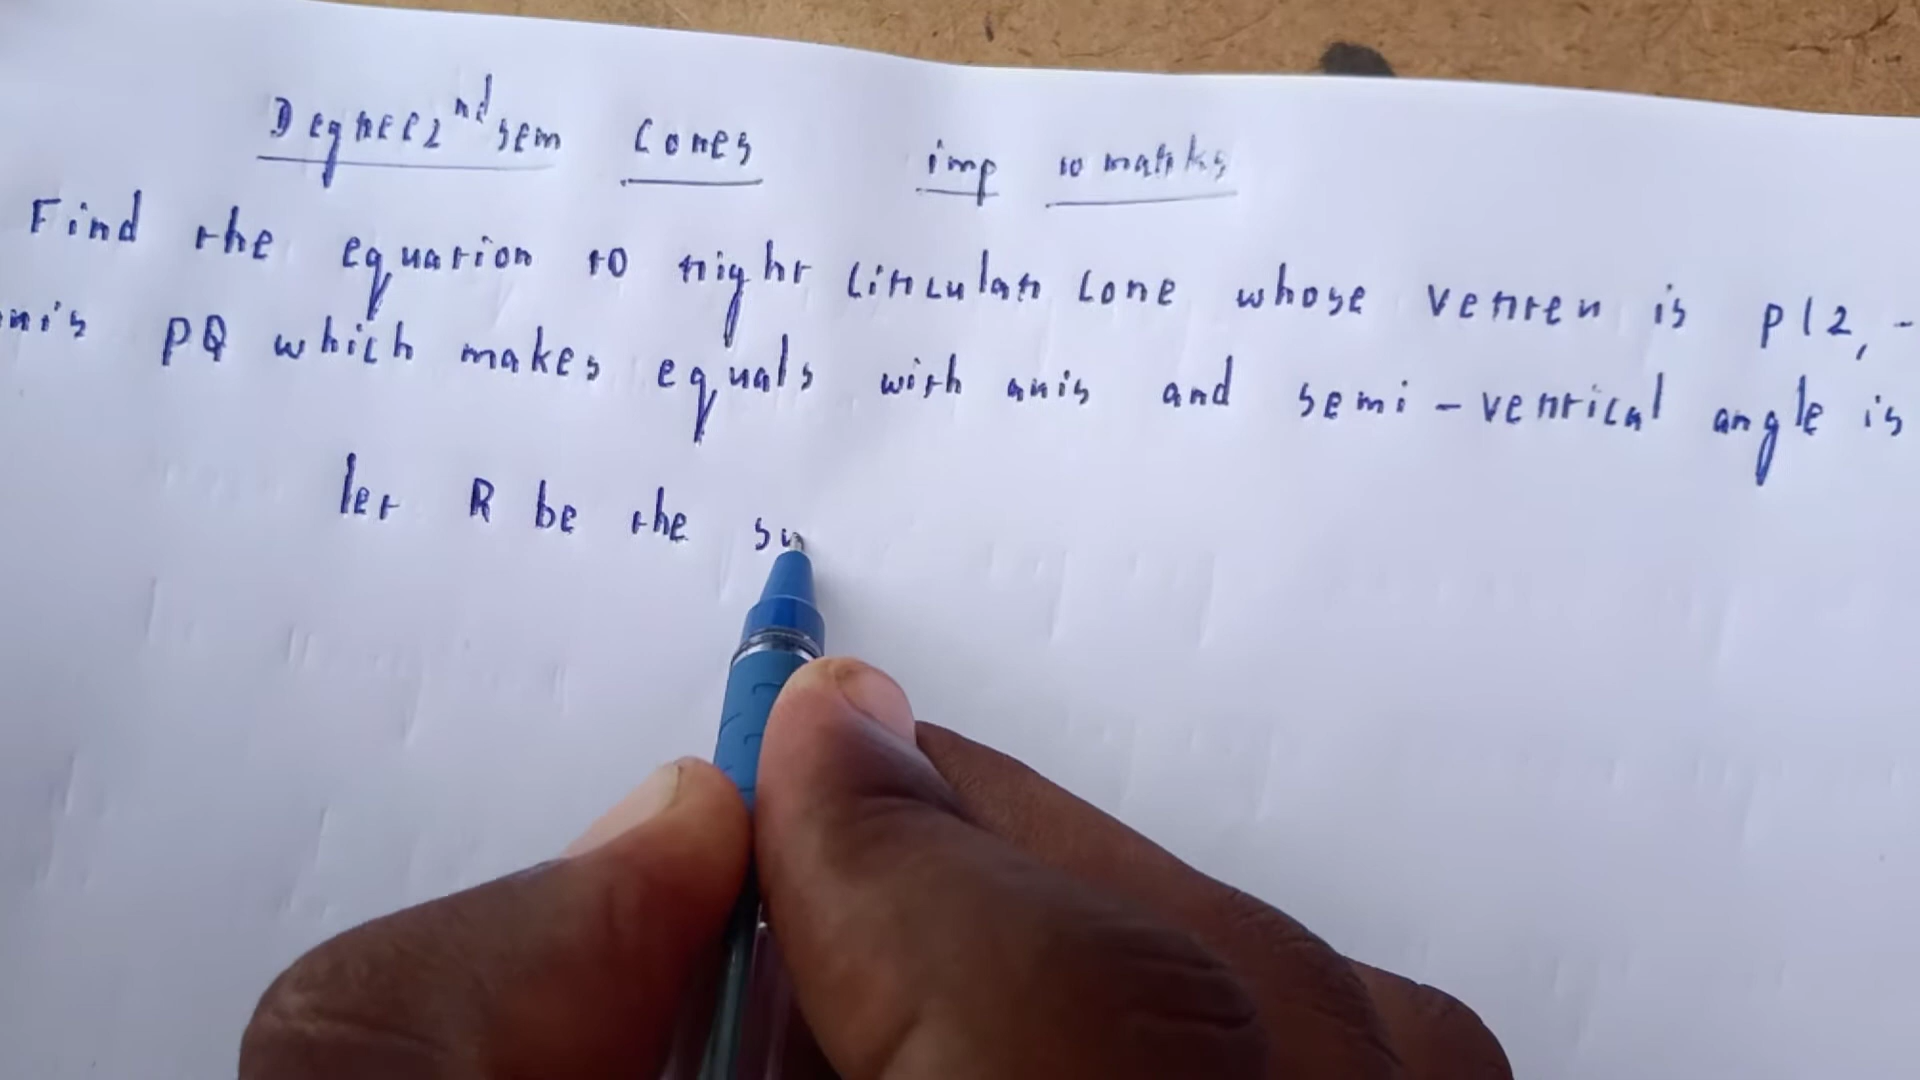 Degree 2nd sem Cones imp 10 marks
Find the equation to right circular cone whose vertex is P(2, -
PQ which makes equals with axis and semi-vertical angle is
let R be the su